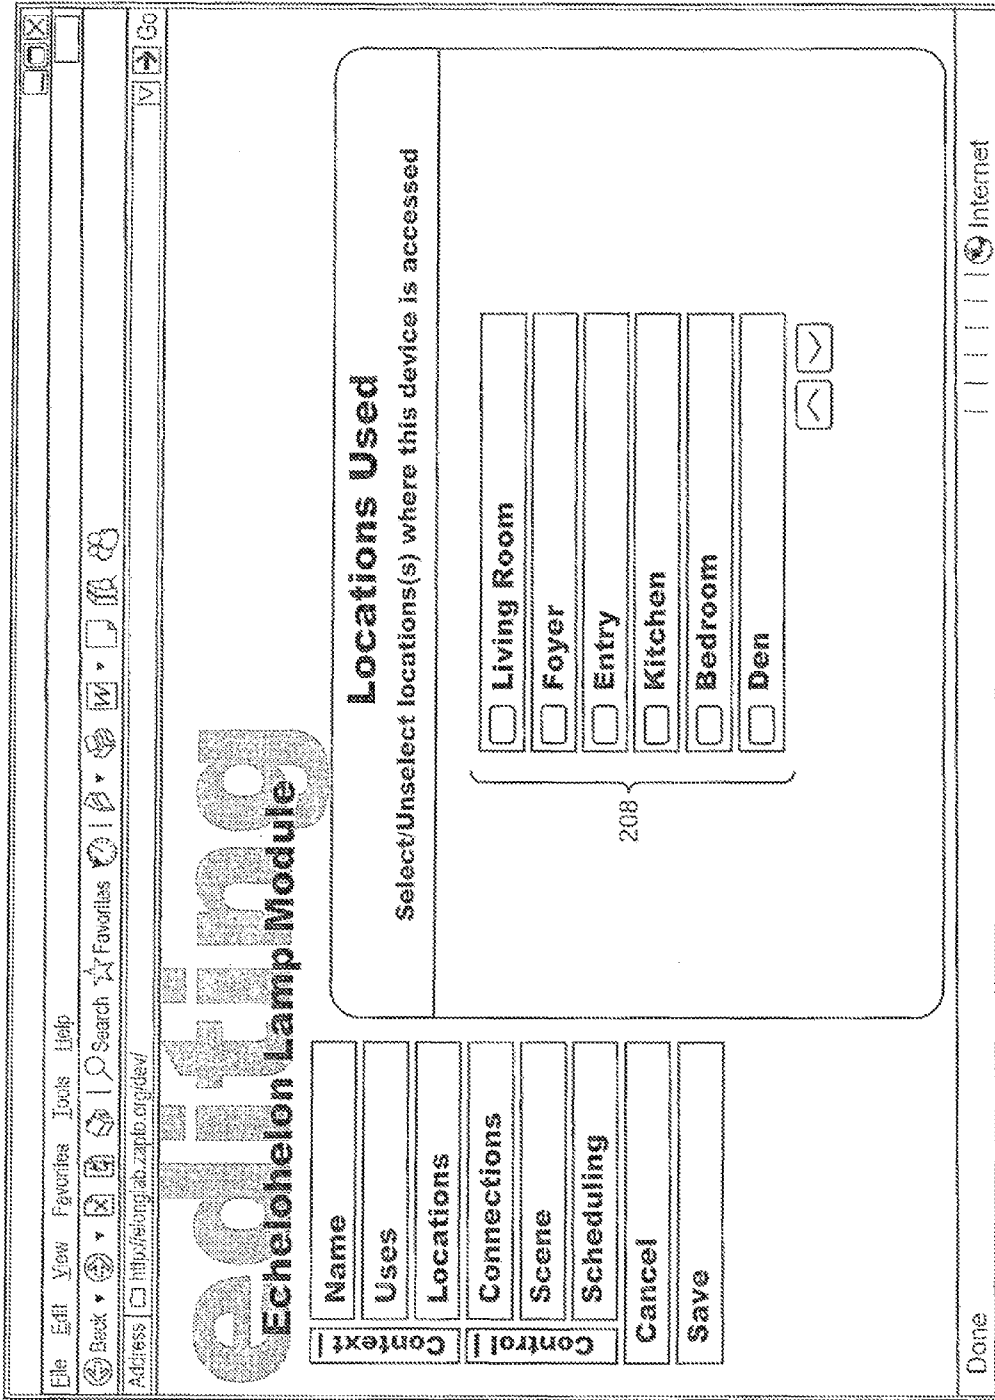 File Edit View Favorites Tools Help
Back Search Favorites W
Address http://elonglab.zapto.org/dev/ Go
editing
Echelohelon Lamp Module
Context
Name
Uses
Locations
Control
Connections
Scene
Scheduling
Cancel
Save
Locations Used
Select/Unselect locations(s) where this device is accessed
Living Room
Foyer
Entry
Kitchen
Bedroom
Den
208
Done Internet